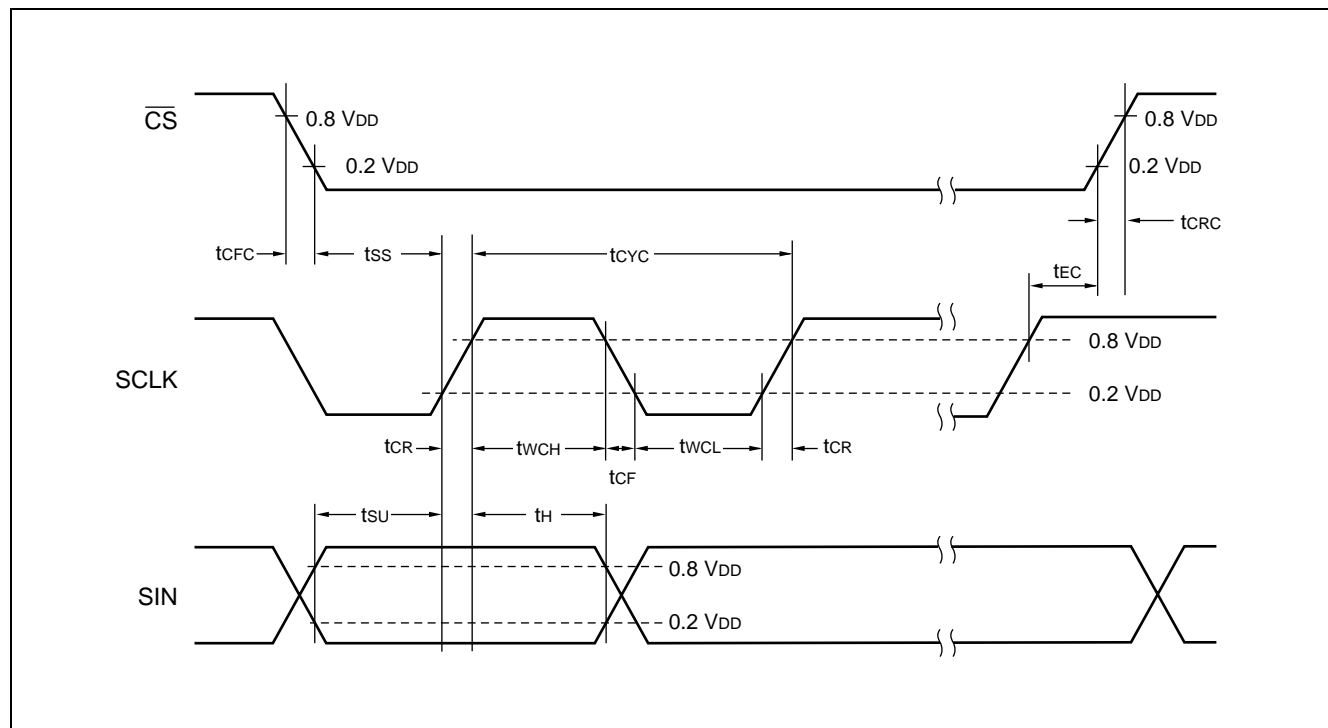 CS
0.8 VDD
0.2 VDD
0.8 VDD
0.2 VDD
tCRC
tCFC
tSS
tCYC
tEC
SCLK
0.8 VDD
0.2 VDD
tCR
tWCH
tCF
tWCL
tCR
tSU
tH
SIN
0.8 VDD
0.2 VDD